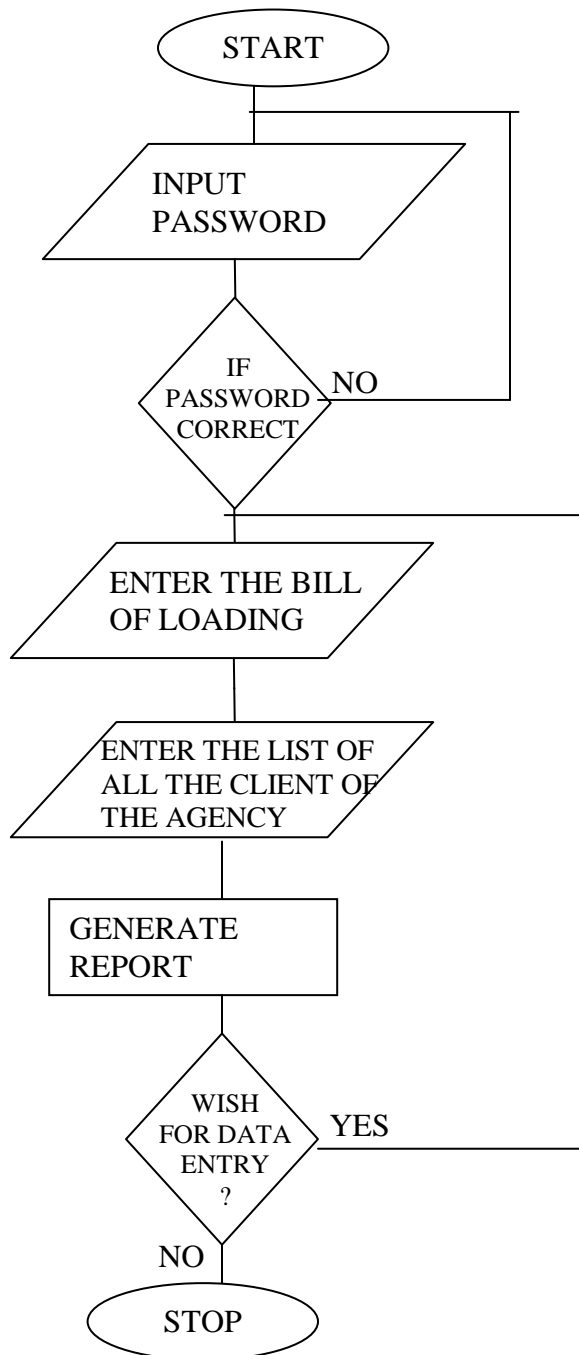 START
INPUT
PASSWORD
IF
PASSWORD
CORRECT
NO
ENTER THE BILL
OF LOADING
ENTER THE LIST OF
ALL THE CLIENT OF
THE AGENCY
GENERATE
REPORT
WISH
FOR DATA
ENTRY
?
YES
NO
STOP